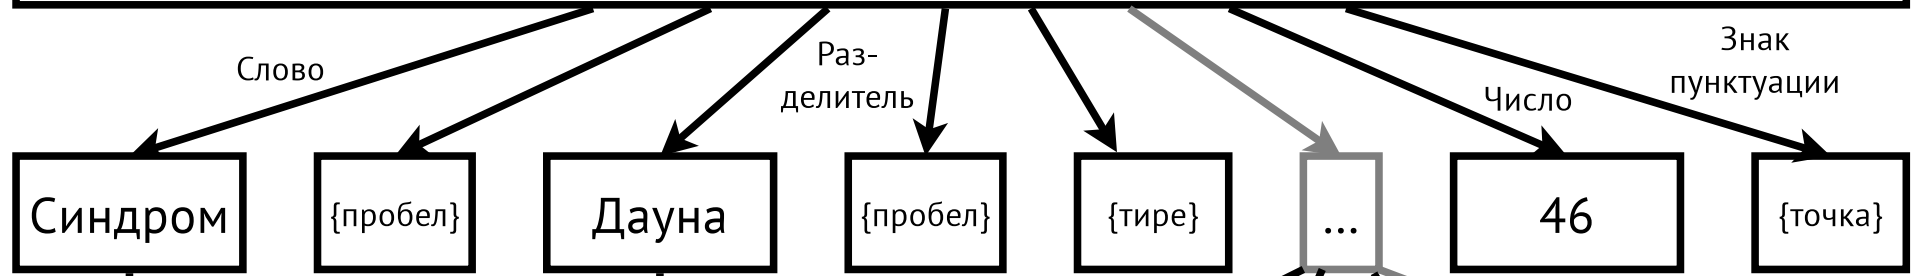 Слово
Раз-
делитель
Число
Знак
пунктуации
Синдром
{пробел}
Дауна
{пробел}
{тире}
...
46
{точка}